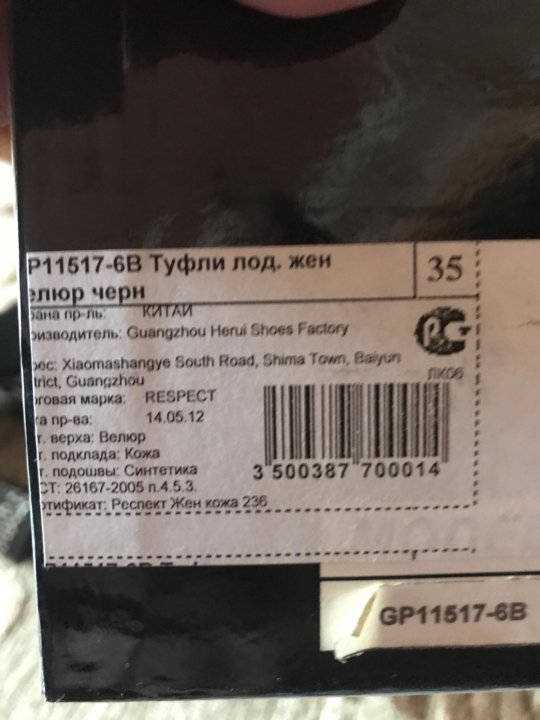 P11517-6B Туфли лод. жен 35
елюр черн
рана пр-ль: КИТАЙ
оизводитель: Guangzhou Herui Shoes Factory
рес: Xiaomashangye South Road, Shima Town, Baiyun
trict, Guangzhou
ПК06
рговая марка: RESPECT
та пр-ва: 14.05.12
т. верха: Велюр
т. подклада: Кожа
т. подошвы: Синтетика
3 500387 700014
СТ: 26167-2005 п.4.5.3.
ртификат: Респект Жен кожа 236
GP11517-6B